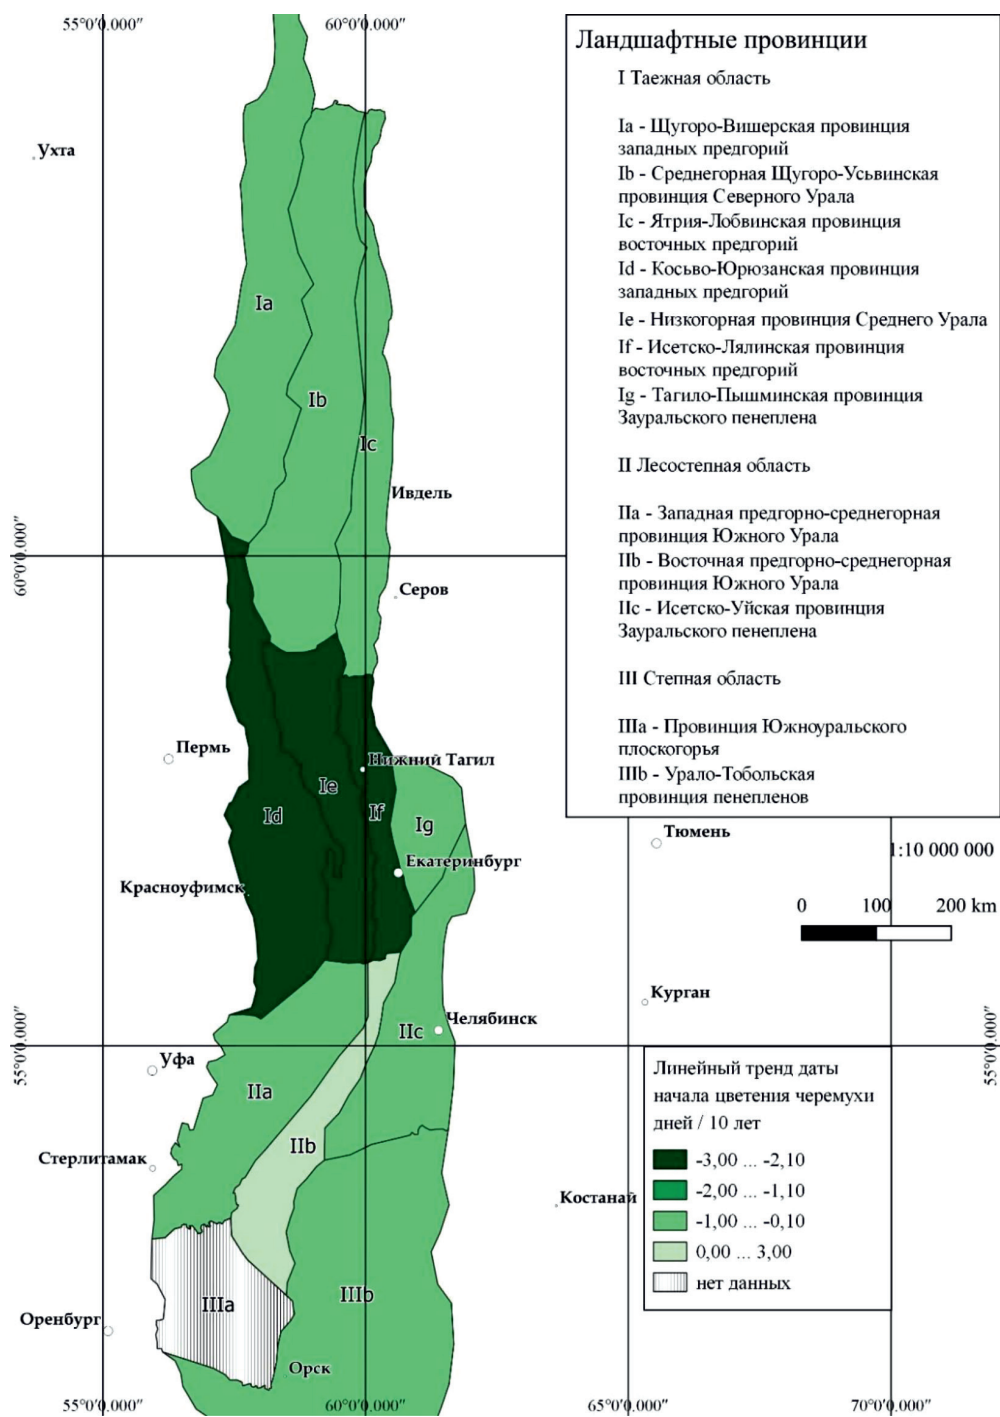 55°0'0.000"
60°0'0.000"
Ландшафтные провинции
I Таежная область
Ia - Щугоро-Вишерская провинция
западных предгорий
Ib - Среднегорная Щугоро-Усьвинская
провинция Северного Урала
Ic - Ятрия-Лобвинская провинция
восточных предгорий
Id - Косьво-Юрюзанская провинция
западных предгорий
Ie - Низкогорная провинция Среднего Урала
If - Исетско-Лялинская провинция
восточных предгорий
Ig - Тагило-Пышминская провинция
Зауральского пенеплена
II Лесостепная область
IIa - Западная предгорно-среднегорная
провинция Южного Урала
IIb - Восточная предгорно-среднегорная
провинция Южного Урала
IIc - Исетско-Уйская провинция
Зауральского пенеплена
III Степная область
IIIa - Провинция Южноуральского
плоскогорья
IIIb - Урало-Тобольская
провинция пенепленов
Ухта
Ia
Ib
Ic
Ивдель
60°0'0.000"
Серов
Пермь
Нижний Тагил
Ie
Id
If
Ig
Тюмень
1:10 000 000
Екатеринбург
Красноуфимск
0
100
200 km
Курган
Челябинск
IIc
55°0'0.000"
55°0'0.000"
Уфа
IIa
IIb
Стерлитамак
Костанай
Линейный тренд даты
начала цветения черемухи
дней / 10 лет
-3,00 ... -2,10
-2,00 ... -1,10
-1,00 ... -0,10
0,00 ... 3,00
нет данных
IIIa
IIIb
Оренбург
Орск
55°0'0.000"
60°0'0.000"
65°0'0.000"
70°0'0.000"